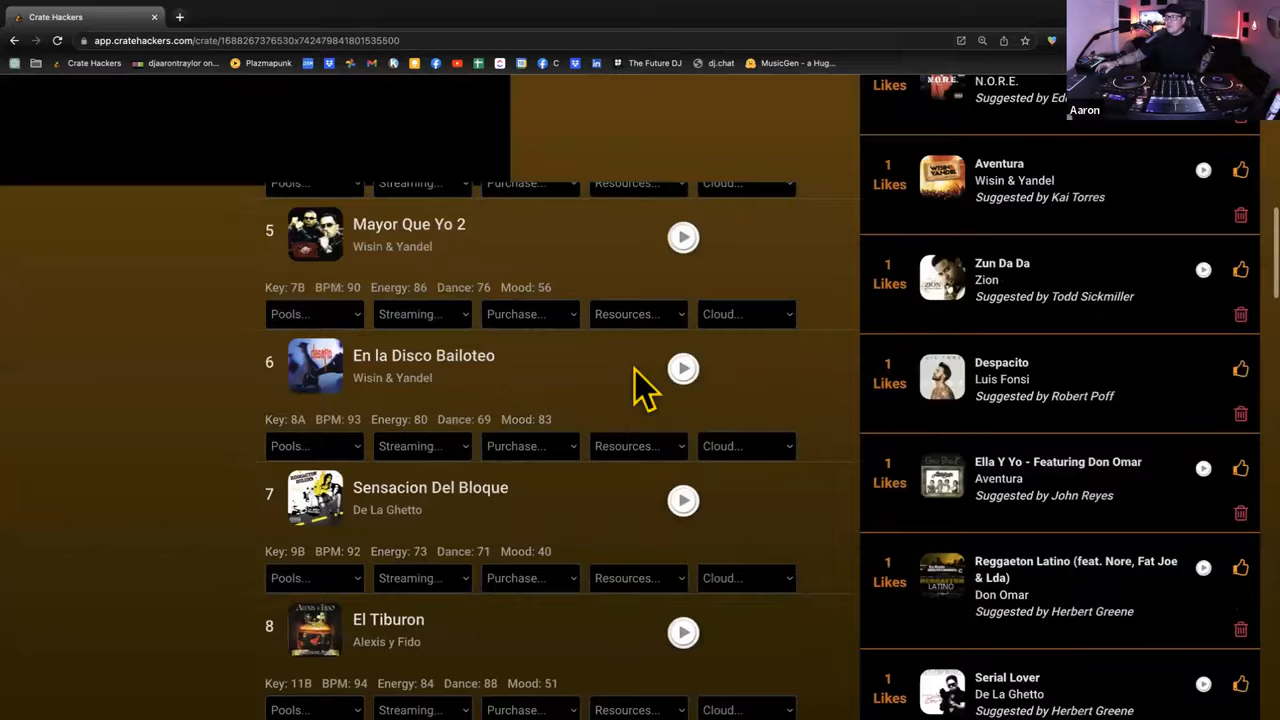 Crate Hackers
app.cratehackers.com/crate/1688267376530x742479841801535500
Crate Hackers
djaarontraylor on...
Plazmapunk
C
The Future DJ
dj.chat
MusicGen - a Hug...
Aaron
Pools...
Streaming...
Purchase...
Resources...
Cloud...
5
Mayor Que Yo 2
Wisin & Yandel
Key: 7B BPM: 90 Energy: 86 Dance: 76 Mood: 56
Pools...
Streaming...
Purchase...
Resources...
Cloud...
6
En la Disco Bailoteo
Wisin & Yandel
Key: 8A BPM: 93 Energy: 80 Dance: 69 Mood: 83
Pools...
Streaming...
Purchase...
Resources...
Cloud...
7
Sensacion Del Bloque
De La Ghetto
Key: 9B BPM: 92 Energy: 73 Dance: 71 Mood: 40
Pools...
Streaming...
Purchase...
Resources...
Cloud...
8
El Tiburon
Alexis y Fido
Key: 11B BPM: 94 Energy: 84 Dance: 88 Mood: 51
Pools...
Streaming...
Purchase...
Resources...
Cloud...
Likes
N.O.R.E.
Suggested by
1
Likes
Aventura
Wisin & Yandel
Suggested by Kai Torres
1
Likes
Zun Da Da
Zion
Suggested by Todd Sickmiller
1
Likes
Despacito
Luis Fonsi
Suggested by Robert Poff
1
Likes
Ella Y Yo - Featuring Don Omar
Aventura
Suggested by John Reyes
1
Likes
Reggaeton Latino (feat. Nore, Fat Joe
& Lda)
Don Omar
Suggested by Herbert Greene
1
Likes
Serial Lover
De La Ghetto
Suggested by Herbert Greene